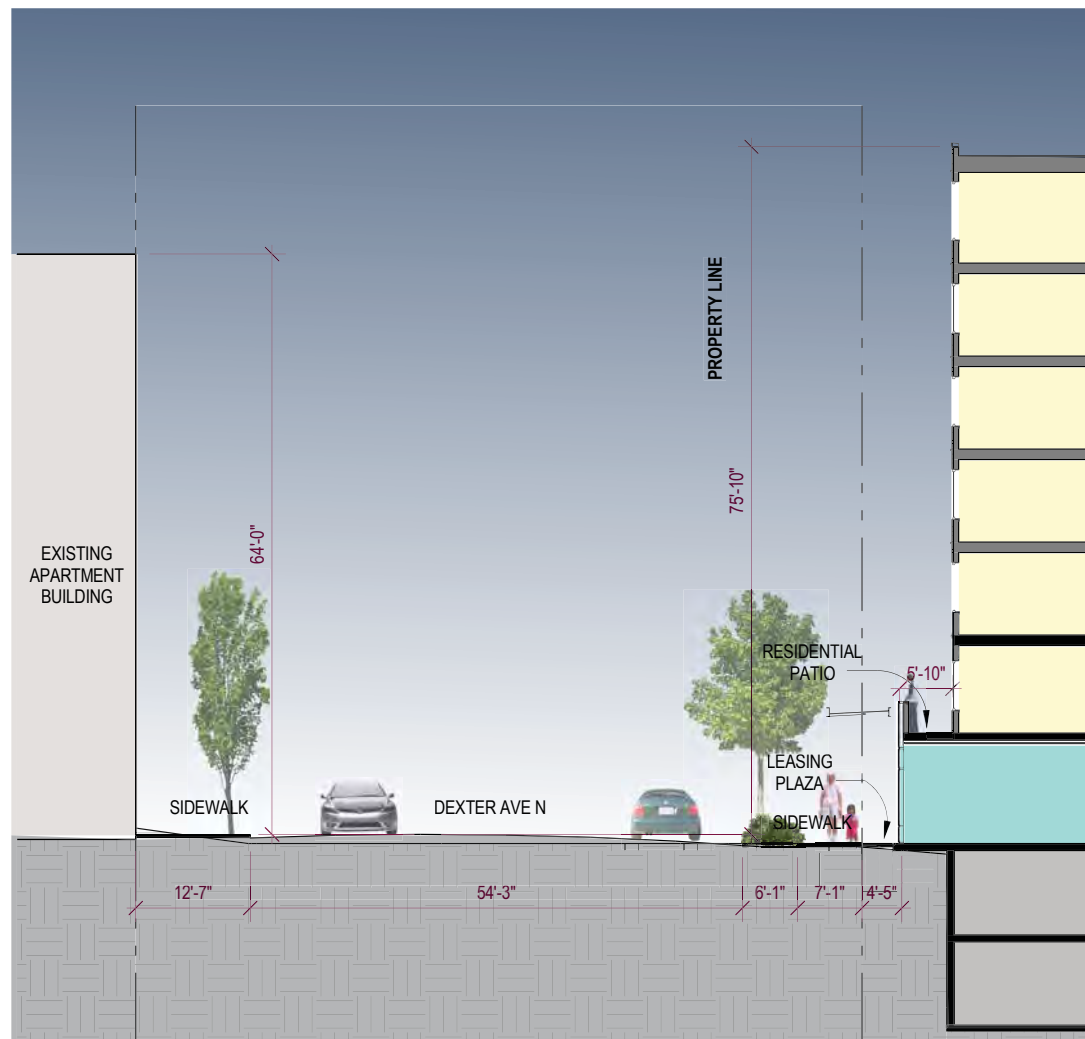 PROPERTY LINE
75'-10"
64'-0"
EXISTING
APARTMENT
BUILDING
RESIDENTIAL
PATIO
5'-10"
LEASING
PLAZA
SIDEWALK
DEXTER AVE N
SIDEWALK
12'-7"
54'-3"
6'-1"
7'-1"
4'-5"